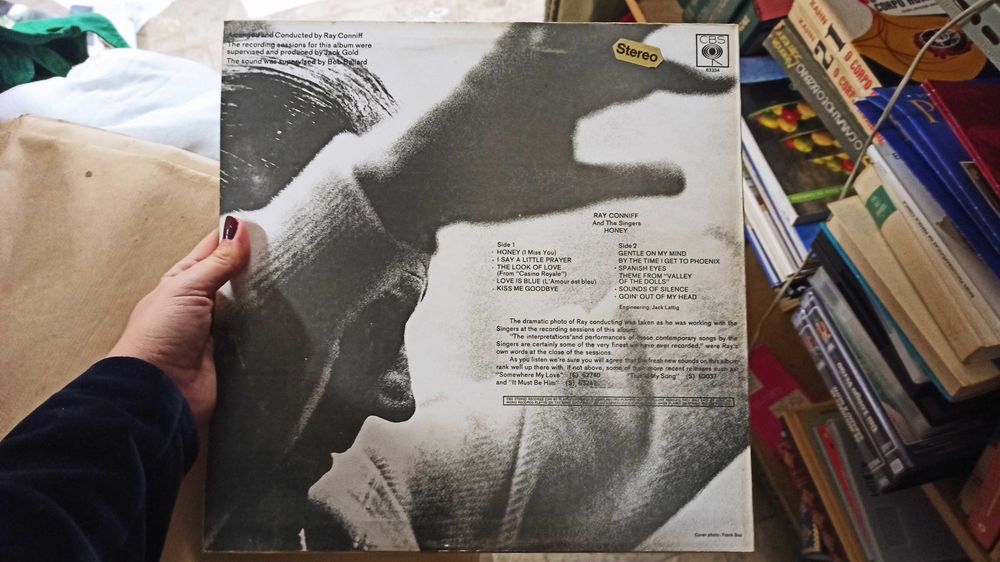 Arranged and Conducted by Ray Conniff
The recording sessions for this album were
supervised and produced by Jack Gold
The sound was supervised by Bob Ballard
Stereo
CBS
63334
RAY CONNIFF
And The Singers
HONEY
Side 1
· HONEY (I Miss You)
· I SAY A LITTLE PRAYER
· THE LOOK OF LOVE
(From "Casino Royale")
LOVE IS BLUE (L'Amour est bleu)
· KISS ME GOODBYE
Side 2
GENTLE ON MY MIND
BY THE TIME I GET TO PHOENIX
· SPANISH EYES
THEME FROM "VALLEY
OF THE DOLLS"
· SOUNDS OF SILENCE
· GOIN' OUT OF MY HEAD
Engineering: Jack Lattig
The dramatic photo of Ray conducting was taken as he was working with the
Singers at the recording sessions of this album.
"The interpretations and performances of these contemporary songs by the
Singers are certainly some of the very finest we have ever recorded," were Ray's
own words at the close of the sessions.
As you listen we're sure you will agree that the fresh new sounds on this album
rank well up there with, if not above, some of their more recent releases such as
"Somewhere My Love" (S) 62740 "This Is My Song" (S) 63037
and "It Must Be Him" (S) 63247
Cover photo: Frank Bez
KAHN
O CORPO
21